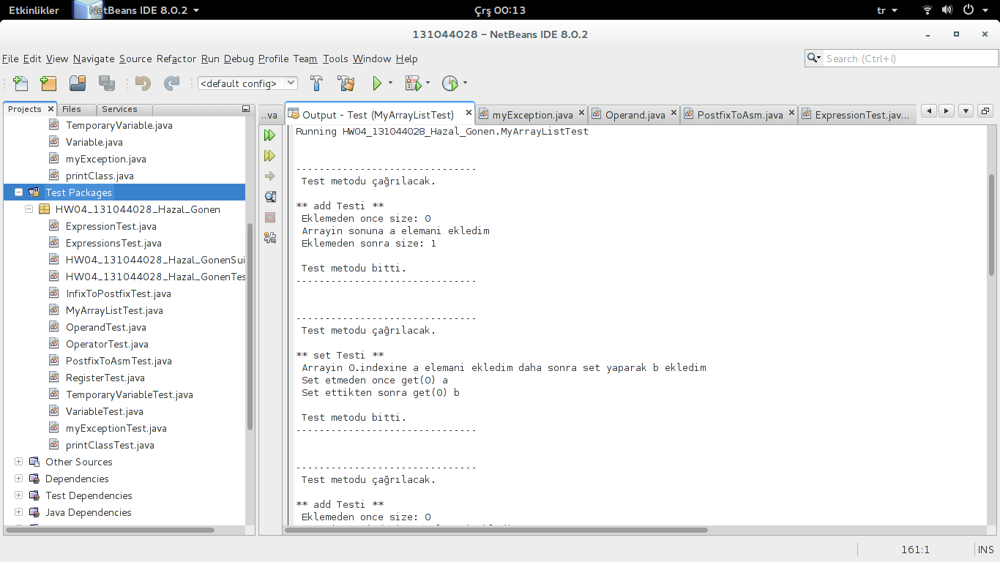 Etkinlikler NetBeans IDE 8.0.2 Çrş 00:13 tr
131044028 – NetBeans IDE 8.0.2
File Edit View Navigate Source Refactor Run Debug Profile Team Tools Window Help Search (Ctrl+I)
<default config>
Projects Files Services
TemporaryVariable.java
Variable.java
myException.java
printClass.java
Test Packages
HW04_131044028_Hazal_Gonen
ExpressionTest.java
ExpressionsTest.java
HW04_131044028_Hazal_GonenSui
HW04_131044028_Hazal_GonenTes
InfixToPostfixTest.java
MyArrayListTest.java
OperandTest.java
OperatorTest.java
PostfixToAsmTest.java
RegisterTest.java
TemporaryVariableTest.java
VariableTest.java
myExceptionTest.java
printClassTest.java
Other Sources
Dependencies
Test Dependencies
Java Dependencies
..va Output - Test (MyArrayListTest) myException.java Operand.java PostfixToAsm.java ExpressionTest.jav...
Running HW04_131044028_Hazal_Gonen.MyArrayListTest
-------------------------------
Test metodu çağrılacak.
** add Testi **
Eklemeden once size: 0
Arrayin sonuna a elemani ekledim
Eklemeden sonra size: 1
Test metodu bitti.
-------------------------------
-------------------------------
Test metodu çağrılacak.
** set Testi **
Arrayin 0.indexine a elemani ekledim daha sonra set yaparak b ekledim
Set etmeden once get(0) a
Set ettikten sonra get(0) b
Test metodu bitti.
-------------------------------
-------------------------------
Test metodu çağrılacak.
** add Testi **
Eklemeden once size: 0
161:1 INS